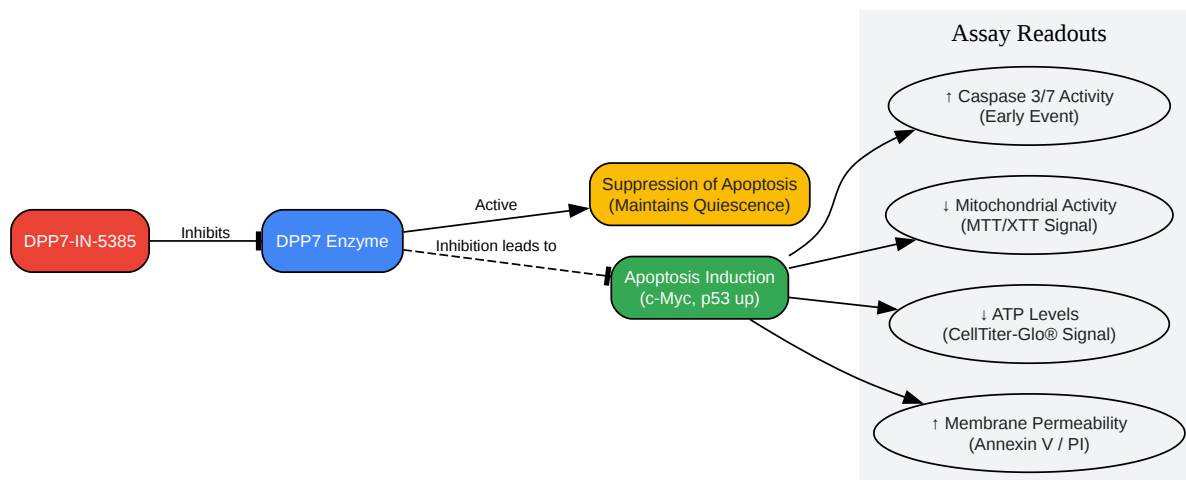 Assay Readouts
↑ Caspase 3/7 Activity
(Early Event)
Suppression of Apoptosis
(Maintains Quiescence)
Active
↓ Mitochondrial Activity
(MTT/XTT Signal)
DPP7-IN-5385
Inhibits
DPP7 Enzyme
Inhibition leads to
Apoptosis Induction
(c-Myc, p53 up)
↓ ATP Levels
(CellTiter-Glo® Signal)
↑ Membrane Permeability
(Annexin V / PI)